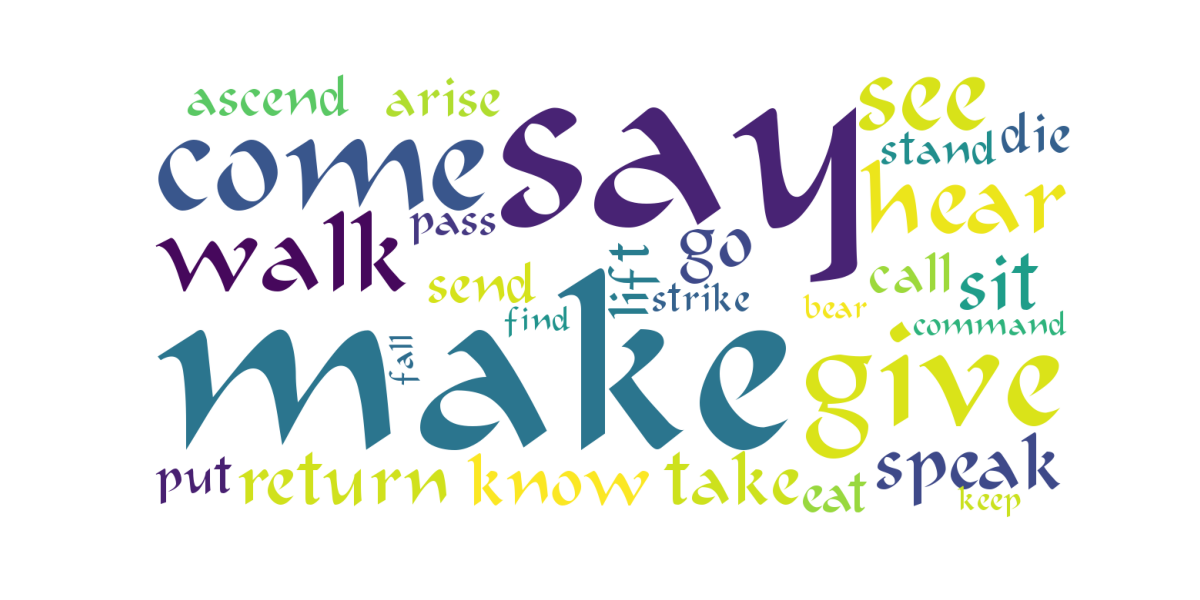 ascend arise see
come say stand die
walk pass hear
lift go
send call sit
find strike bear
fall command
make give
put return know take eat speak
keep